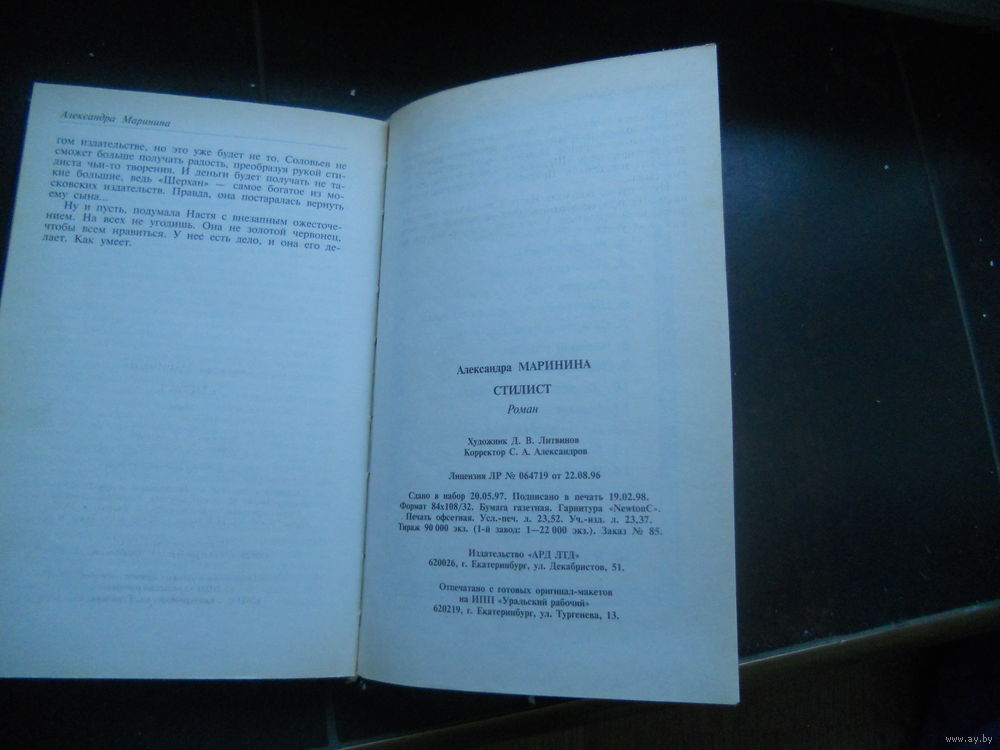 Александра Маринина
гом издательстве, но это уже будет не то. Соловьев не
сможет больше получать радость, преобразуя рукой сти-
листа чьи-то творения. И деньги будет получать не та-
кие большие, ведь «Шерхан» — самое богатое из мо-
сковских издательств. Правда, она постаралась вернуть
ему сына...
Ну и пусть, подумала Настя с внезапным ожесточе-
нием. На всех не угодишь. Она не золотой червонец,
чтобы всем нравиться. У нее есть дело, и она его де-
лает. Как умеет.
Александра МАРИНИНА
СТИЛИСТ
Роман
Художник Д. В. Литвинов
Корректор С. А. Александров
Лицензия ЛР № 064719 от 22.08.96
Сдано в набор 20.05.97. Подписано в печать 19.02.98.
Формат 84х108/32. Бумага газетная. Гарнитура «NewtonC».
Печать офсетная. Усл.-печ. л. 23,52. Уч.-изд. л. 23,37.
Тираж 90 000 экз. (1-й завод: 1—22 000 экз.). Заказ № 85.
Издательство «АРД ЛТД»
620026, г. Екатеринбург, ул. Декабристов, 51.
Отпечатано с готовых оригинал-макетов
на ИПП «Уральский рабочий»
620219, г. Екатеринбург, ул. Тургенева, 13.
www.ay.by